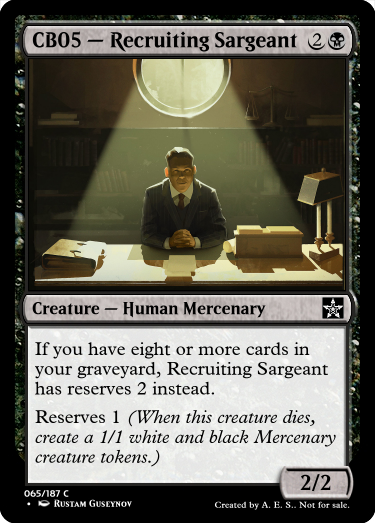 CB05 — Recruiting Sargeant 2
Creature — Human Mercenary
If you have eight or more cards in
your graveyard, Recruiting Sargeant
has reserves 2 instead.
Reserves 1 (When this creature dies,
create a 1/1 white and black Mercenary
creature tokens.)
2/2
065/187 C
• Rustam Guseynov
Created by A. E. S.. Not for sale.